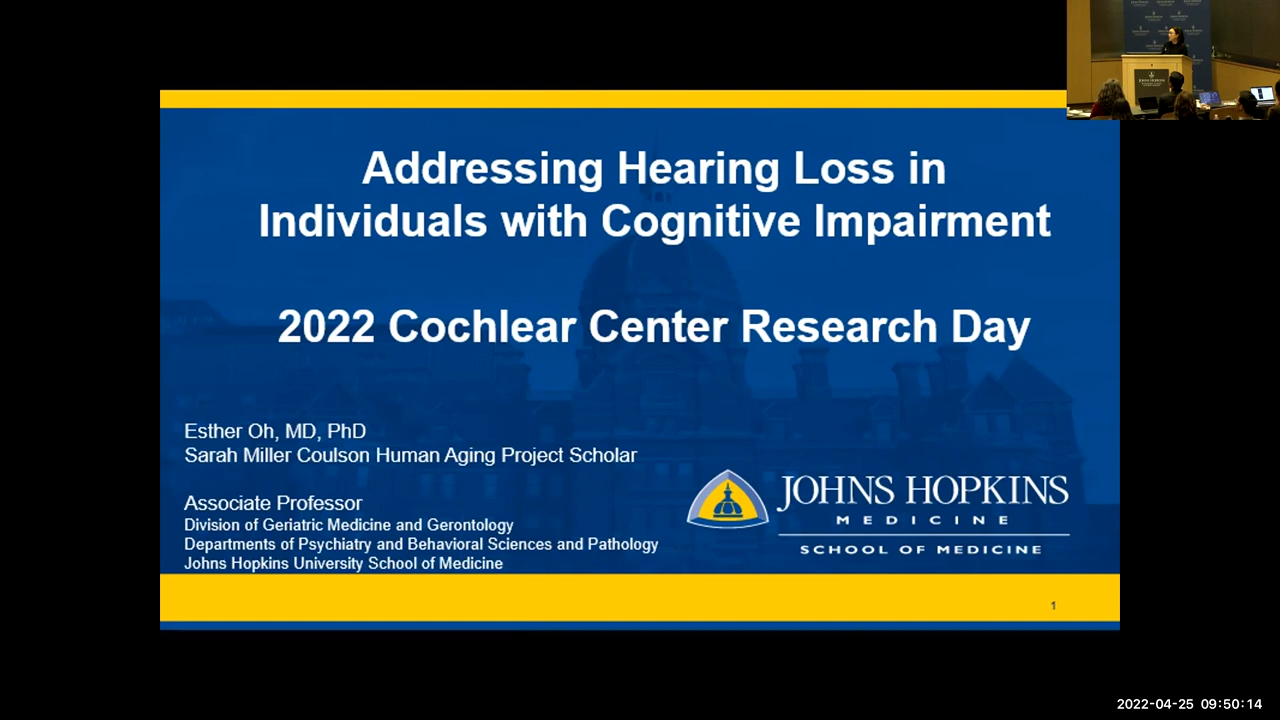 Addressing Hearing Loss in
Individuals with Cognitive Impairment
2022 Cochlear Center Research Day
Esther Oh, MD, PhD
Sarah Miller Coulson Human Aging Project Scholar
Associate Professor
Division of Geriatric Medicine and Gerontology
Departments of Psychiatry and Behavioral Sciences and Pathology
Johns Hopkins University School of Medicine
JOHNS HOPKINS
MEDICINE
SCHOOL OF MEDICINE
1
2022-04-25 09:50:14